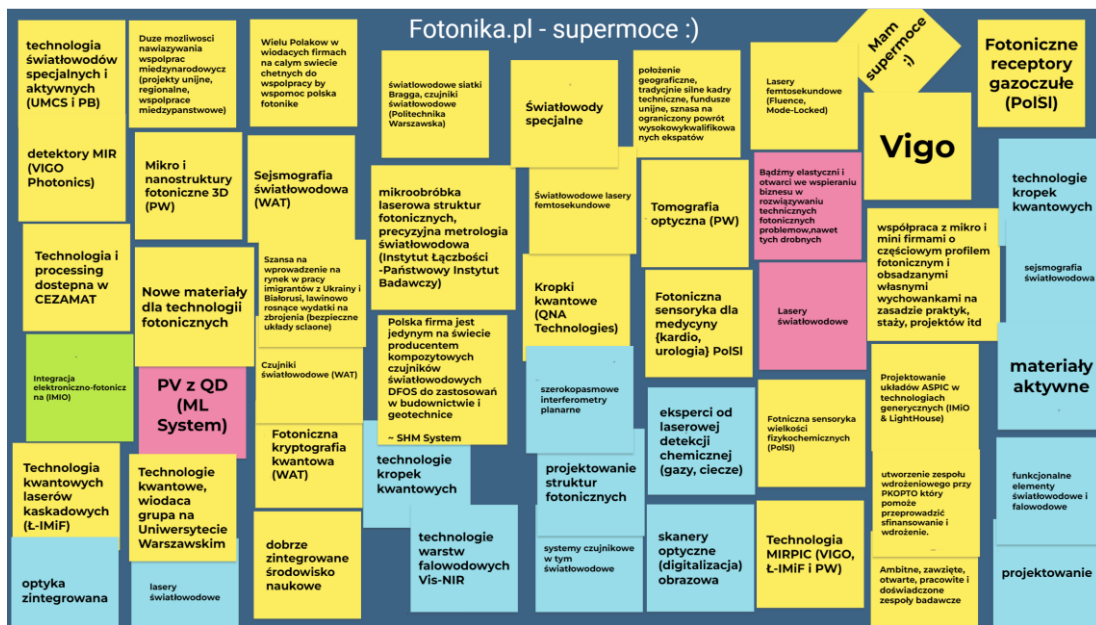 Fotonika.pl - supermoce :)
technologia
światłowodów
specjalnych i
aktywnych
(UMCS i PB)
Duze mozliwosci
nawiazywania
wspolprac
miedzynarodowycz
(projekty unijne,
regionalne,
wspolprace
miedzypanstwowe)
Wielu Polakow w
wiodacych firmach
na calym swiecie
chetnych do
wspolpracy by
wspomoc polska
fotonike
światłowodowe siatki
Bragga, czujniki
światłowodowe
(Politechnika
Warszawska)
Światłowody
specjalne
położenie
geograficzne,
tradycjnie silne kadry
techniczne, fundusze
unijne, sznasa na
ograniczony powrót
wysokowykwalifikowa
nych ekspatów
Lasery
femtosekundowe
(Fluence,
Mode-Locked)
Mam
supermoce
:)
Fotoniczne
receptory
gazoczułe
(PolSl)
detektory MIR (VIGO
Photonics)
Mikro i
nanostruktury
fotoniczne 3D
(PW)
Sejsmografia
światłowodowa
(WAT)
mikroobróbka
laserowa struktur
fotonicznych,
precyzyjna metrologia
światłowodowa
(Instytut Łączbości
-Państwowy Instytut
Badawczy)
Światłowodowe lasery
femtosekundowe
Tomografia
optyczna (PW)
Bądźmy elastyczni i
otwarci we wspieraniu
biznesu w
rozwiązywaniu
technicznych
fotonicznych
problemow,nawet
tych drobnych
Vigo
technologie
kropek
kwantowych
Technologia i
processing
dostepna w
CEZAMAT
Nowe materiały
dla technologii
fotonicznych
Szansa na
wprowadzenie na
rynek w pracy
imigrantów z Ukrainy i
Białorusi, lawinowo
rosnące wydatki na
zbrojenia (bezpieczne
układy sclaone)
Kropki
kwantowe
(QNA
Technologies)
Fotoniczna
sensoryka dla
medycyny
{kardio,
urologia} PolSl
Lasery
światłowodowe
współpraca z mikro i
mini firmami o
częściowym profilem
fotonicznym i
obsadzanymi
własnymi
wychowankami na
zasadzie praktyk,
staży, projektów itd
sejsmografia
światłowodowa
Integracja
elektroniczno-fotonicz
na (IMIO)
PV z QD
(ML
System)
Czujniki
światłowodowe (WAT)
Polska firma jest
jedynym na świecie
producentem
kompozytowych
czujników
światłowodowych
DFOS do zastosowań
w budownictwie i
geotechnice
~ SHM System
szerokopasmowe
interferometry
planarne
eksperci od
laserowej
detekcji
chemicznej
(gazy, ciecze)
Fotniczna sensoryka
wielkości
fizykochemicznych
(PolSl)
Projektowanie
układów ASPIC w
technologiach
generycznych (IMiO
& LightHouse)
materiały
aktywne
Technologia
kwantowych
laserów
kaskadowych
(Ł-IMiF)
Technologie
kwantowe,
wiodaca
grupa na
Uniwersytecie
Warszawskim
Fotoniczna
kryptografia
kwantowa
(WAT)
technologie
kropek
kwantowych
projektowanie
struktur
fotonicznych
utworzenie zespołu
wdrożeniowego przy
PKOPTO który
pomoże
przeprowadzić
sfinansowanie i
wdrożenie.
funkcjonalne
elementy
światłowodowe i
falowodowe
optyka
zintegrowana
lasery
światłowodowe
dobrze
zintegrowane
środowisko
naukowe
technologie
warstw
falowodowych
Vis-NIR
systemy czujnikowe
w tym
światłowodowe
skanery
optyczne
(digitalizacja)
obrazowa
Technologia
MIRPIC (VIGO,
Ł-IMiF i PW)
Ambitne, zawzięte,
otwarte, pracowite i
doświadczone
zespoły badawcze
projektowanie